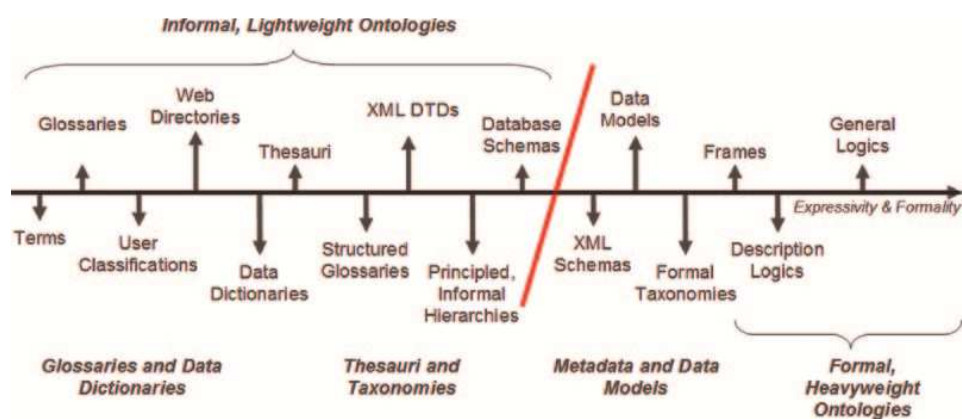 Informal, Lightweight Ontologies
Glossaries
Web
Directories
Thesauri
XML DTDs
Database
Schemas
Data
Models
Frames
General
Logics
Expressivity & Formality
Terms
User
Classifications
Data
Dictionaries
Structured
Glossaries
Principled,
Informal
Hierarchies
XML
Schemas
Formal
Taxonomies
Description
Logics
Glossaries and Data
Dictionaries
Thesauri and
Taxonomies
Metadata and Data
Models
Formal,
Heavyweight
Ontologies